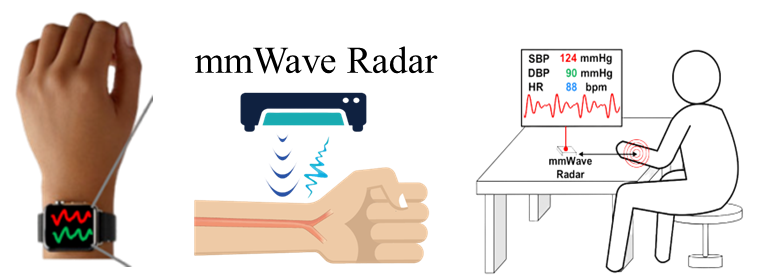 mmWave Radar
SBP 124 mmHg
DBP 90 mmHg
HR 88 bpm
mmWave
Radar